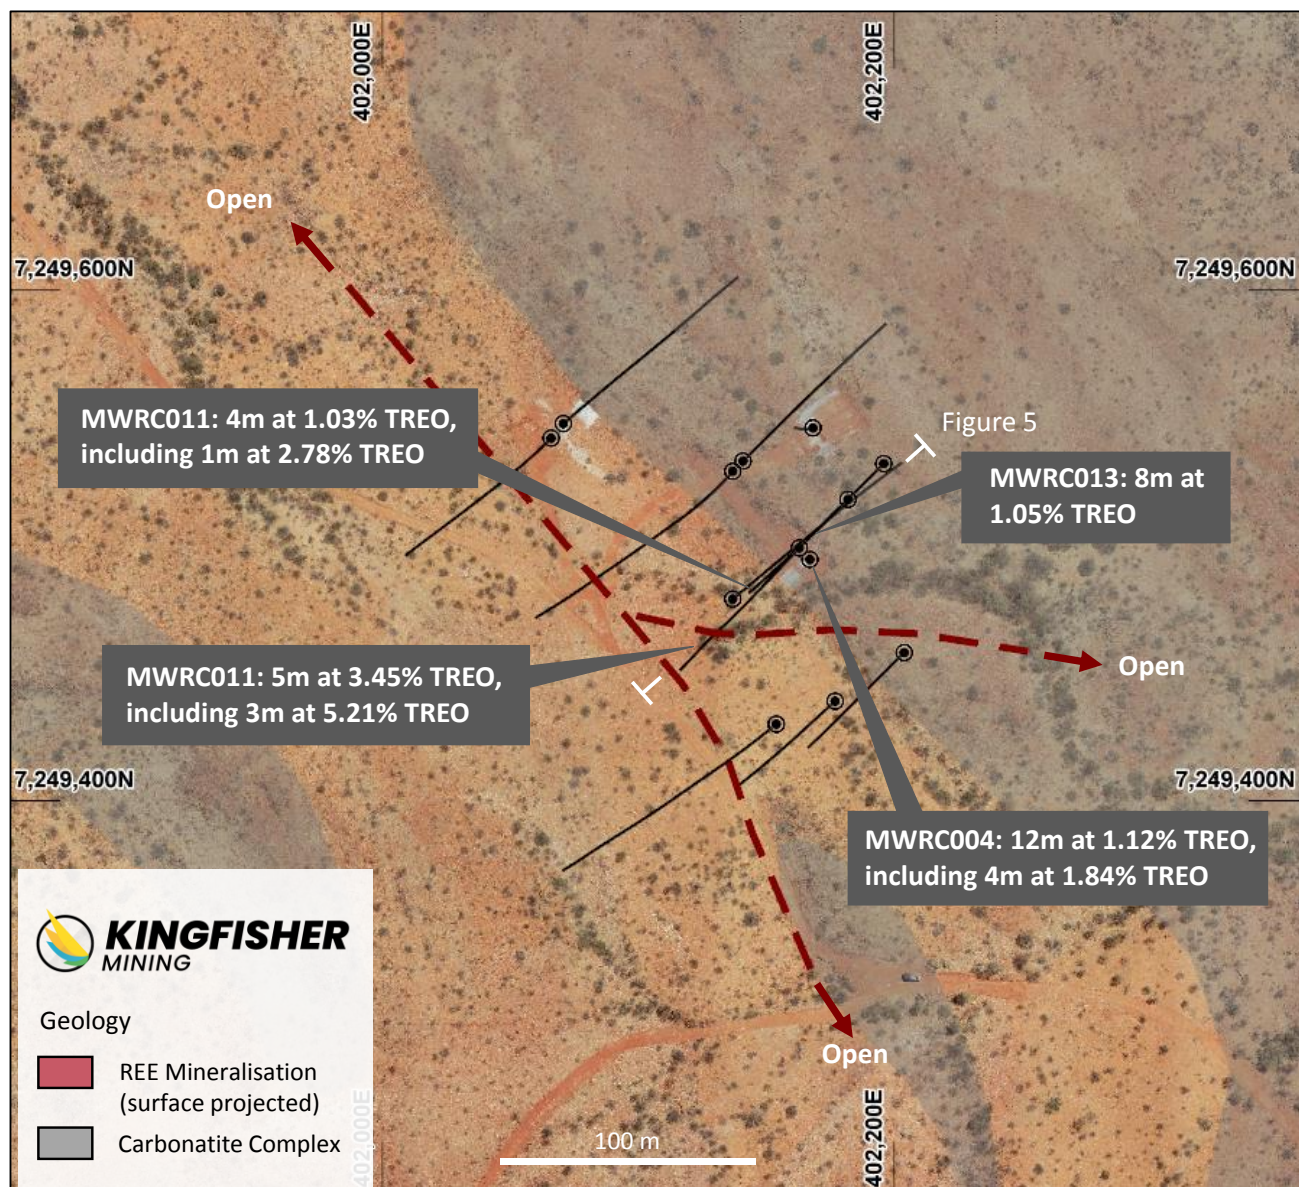 402,000E
402,200E
Open
7,249,600N
7,249,600N
MWRC011: 4m at 1.03% TREO,
including 1m at 2.78% TREO
Figure 5
MWRC013: 8m at
1.05% TREO
MWRC011: 5m at 3.45% TREO,
including 3m at 5.21% TREO
Open
7,249,400N
7,249,400N
MWRC004: 12m at 1.12% TREO,
including 4m at 1.84% TREO
Open
KINGFISHER
MINING
Geology
REE Mineralisation
(surface projected)
Carbonatite Complex
402,000E
100 m
402,200E